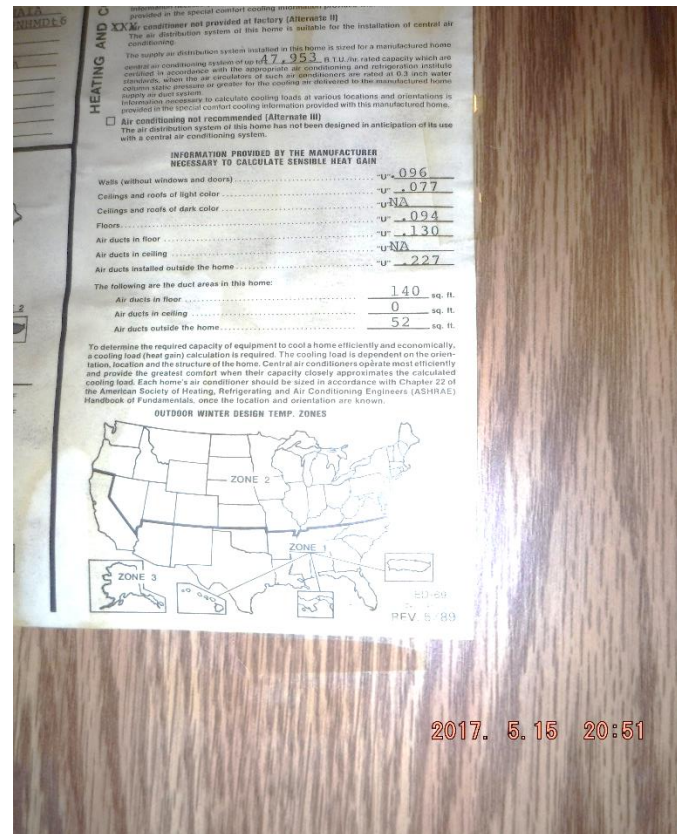 HEATING AND C
provided in the special comfort cooling information
XXX Air conditioner not provided at factory (Alternate II)
The air distribution system of this home is suitable for the installation of central air
conditioning.
The supply air distribution system installed in this home is sized for a manufactured home
central air conditioning system of up to 47,953 B.T.U./hr. rated capacity which are
certified in accordance with the appropriate air conditioning and refrigeration institute
standards, when the air circulators of such air conditioners are rated at 0.3 inch water
column static pressure or greater for the cooling air delivered to the manufactured home
supply air duct system.
Information necessary to calculate cooling loads at various locations and orientations is
provided in the special comfort cooling information provided with this manufactured home.
Air conditioning not recommended (Alternate III)
The air distribution system of this home has not been designed in anticipation of its use
with a central air conditioning system.
INFORMATION PROVIDED BY THE MANUFACTURER
NECESSARY TO CALCULATE SENSIBLE HEAT GAIN
Walls (without windows and doors) "U" .096
Ceilings and roofs of light color "U" .077
Ceilings and roofs of dark color "U" NA
Floors "U" .094
Air ducts in floor "U" .130
Air ducts in ceiling "U" NA
Air ducts installed outside the home "U" .227
The following are the duct areas in this home:
Air ducts in floor 140 sq. ft.
Air ducts in ceiling 0 sq. ft.
Air ducts outside the home 52 sq. ft.
To determine the required capacity of equipment to cool a home efficiently and economically,
a cooling load (heat gain) calculation is required. The cooling load is dependent on the orien-
tation, location and the structure of the home. Central air conditioners operate most efficiently
and provide the greatest comfort when their capacity closely approximates the calculated
cooling load. Each home's air conditioner should be sized in accordance with Chapter 22 of
the American Society of Heating, Refrigerating and Air Conditioning Engineers (ASHRAE)
Handbook of Fundamentals, once the location and orientation are known.
OUTDOOR WINTER DESIGN TEMP. ZONES
ZONE 2
ZONE 1
ZONE 3
2017. 5.15 20:51